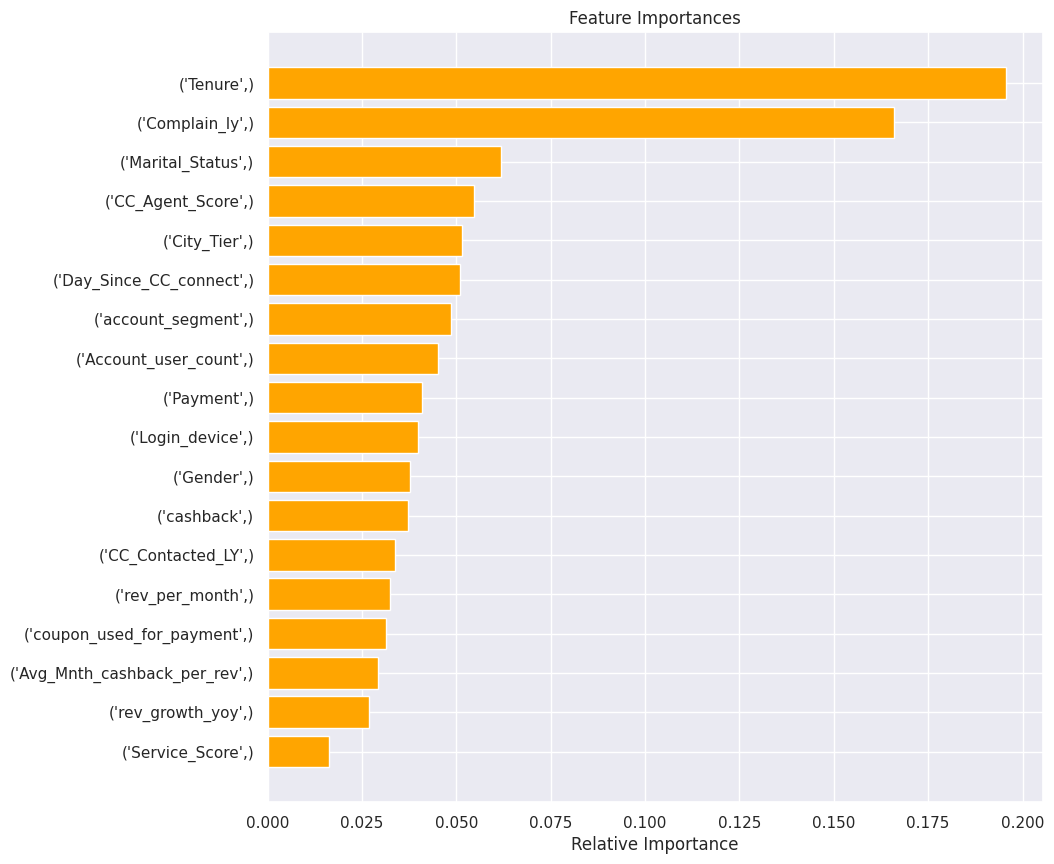 Feature Importances
('Tenure',)
('Complain_ly',)
('Marital_Status',)
('CC_Agent_Score',)
('City_Tier',)
('Day_Since_CC_connect',)
('account_segment',)
('Account_user_count',)
('Payment',)
('Login_device',)
('Gender',)
('cashback',)
('CC_Contacted_LY',)
('rev_per_month',)
('coupon_used_for_payment',)
('Avg_Mnth_cashback_per_rev',)
('rev_growth_yoy',)
('Service_Score',)
0.000 0.025 0.050 0.075 0.100 0.125 0.150 0.175 0.200
Relative Importance